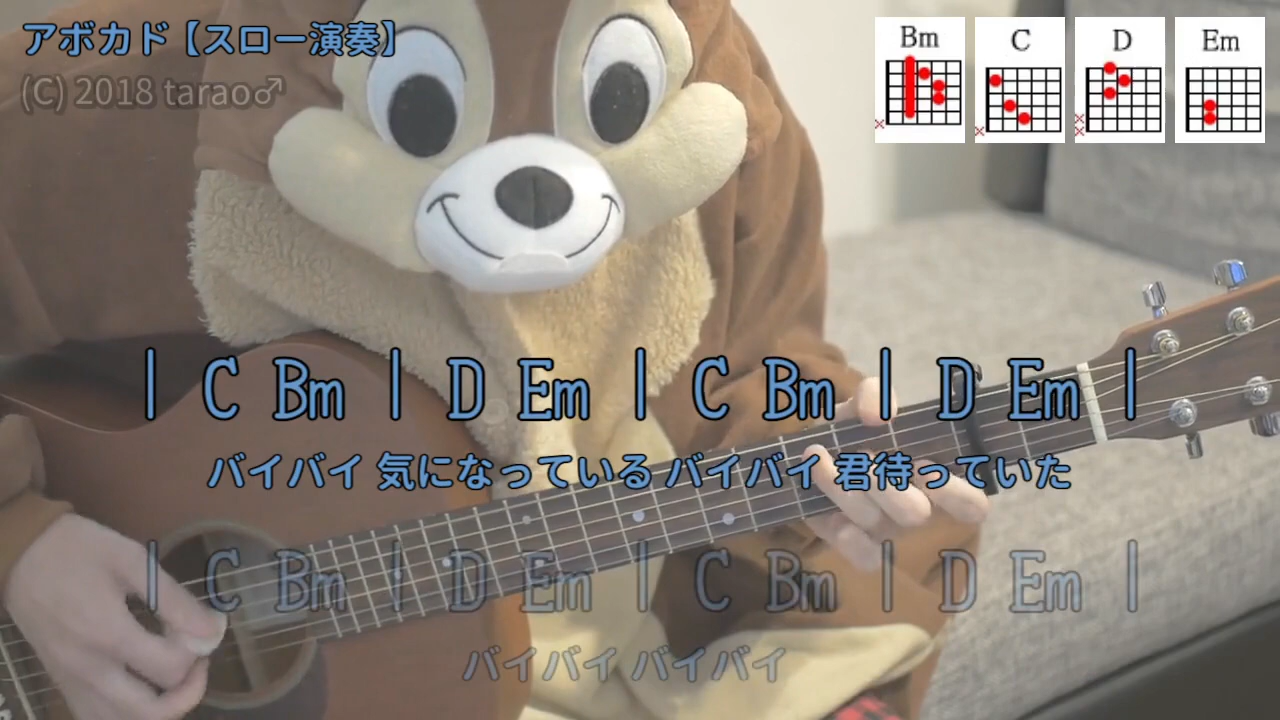 アボカド【スロー演奏】
(C) 2018 tarao♂
Bm C D Em
| C Bm | D Em | C Bm | D Em |
バイバイ 気になっている バイバイ 君待っていた
| C Bm | D Em | C Bm | D Em |
バイバイ バイバイ